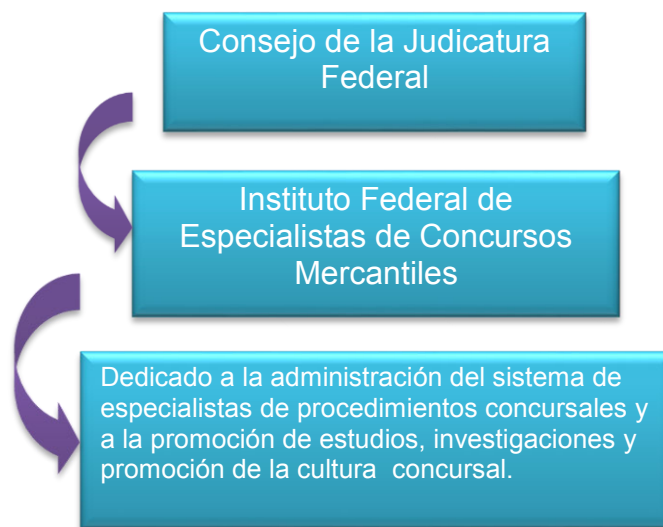 Consejo de la Judicatura
Federal
Instituto Federal de
Especialistas de Concursos
Mercantiles
Dedicado a la administración del sistema de
especialistas de procedimientos concursales y
a la promoción de estudios, investigaciones y
promoción de la cultura  concursal.